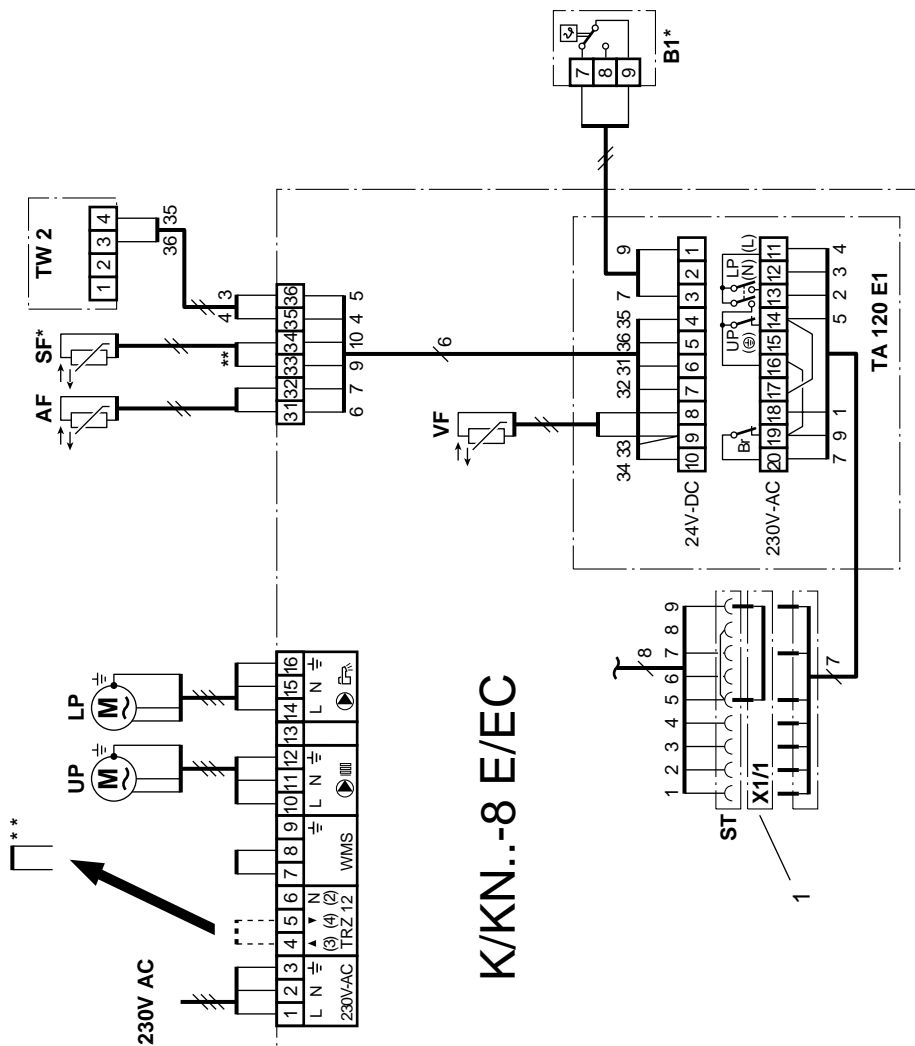 * *
230V AC
UP
LP
M
M
1 2 3 4 5 6 7 8 9 10 11 12 13 14 15 16
L N
(3) (4) N (2)
L N
L N
230V-AC
TRZ 12
WMS
AF
SF*
TW 2
1 2 3 4
36 35
**
4 3
31 32 33 34 35 36
6 7 9 10 4 5
6
K/KN..-8 E/EC
VF
B1*
7 8 9
34 33 32 31 36 35 7 9
10 9 8 7 6 5 4 3 2 1
24V-DC
Br
UP
LP
(N) (L)
230V-AC
20 19 18 17 16 15 14 13 12 11
7 9 1 5 2 3 4
TA 120 E1
8
1 2 3 4 5 6 7 8 9
ST
X1/1
7
1